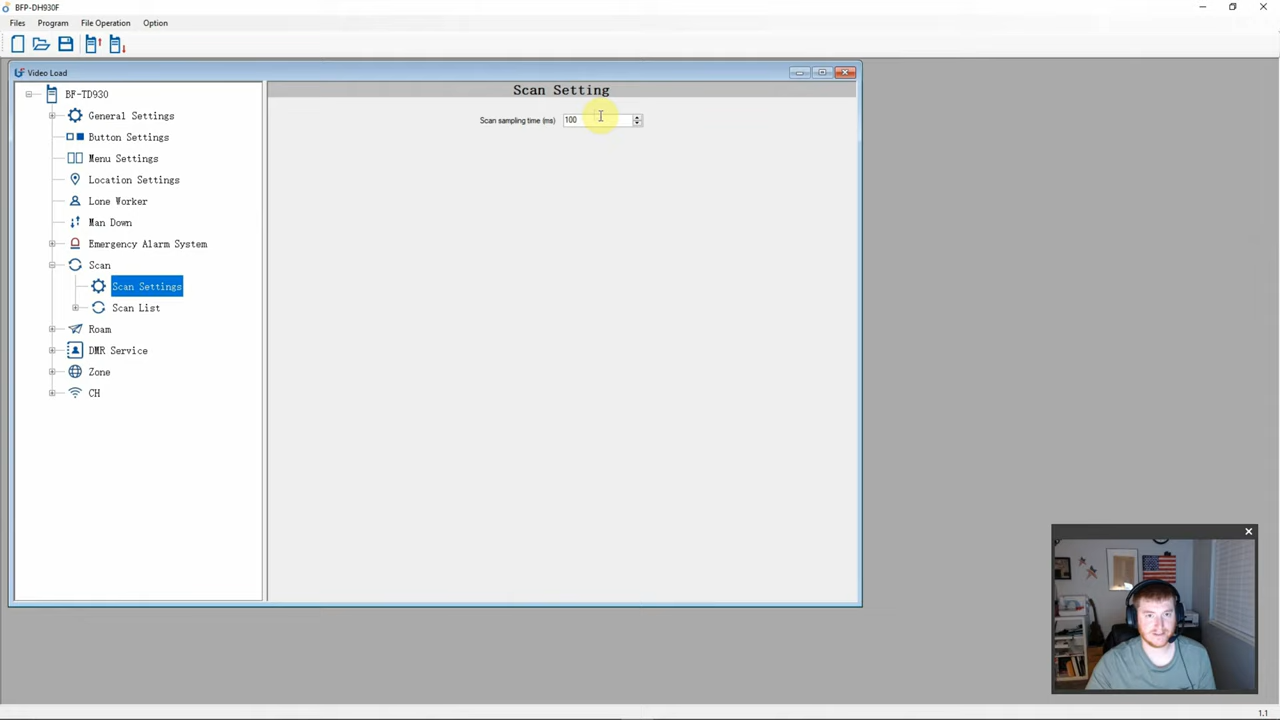 BFP-DH930F
Files Program File Operation Option
Video Load
BF-TD930
General Settings
Button Settings
Menu Settings
Location Settings
Lone Worker
Man Down
Emergency Alarm System
Scan
Scan Settings
Scan List
Roam
DMR Service
Zone
CH
Scan Setting
Scan sampling time (ms) 100
1.1